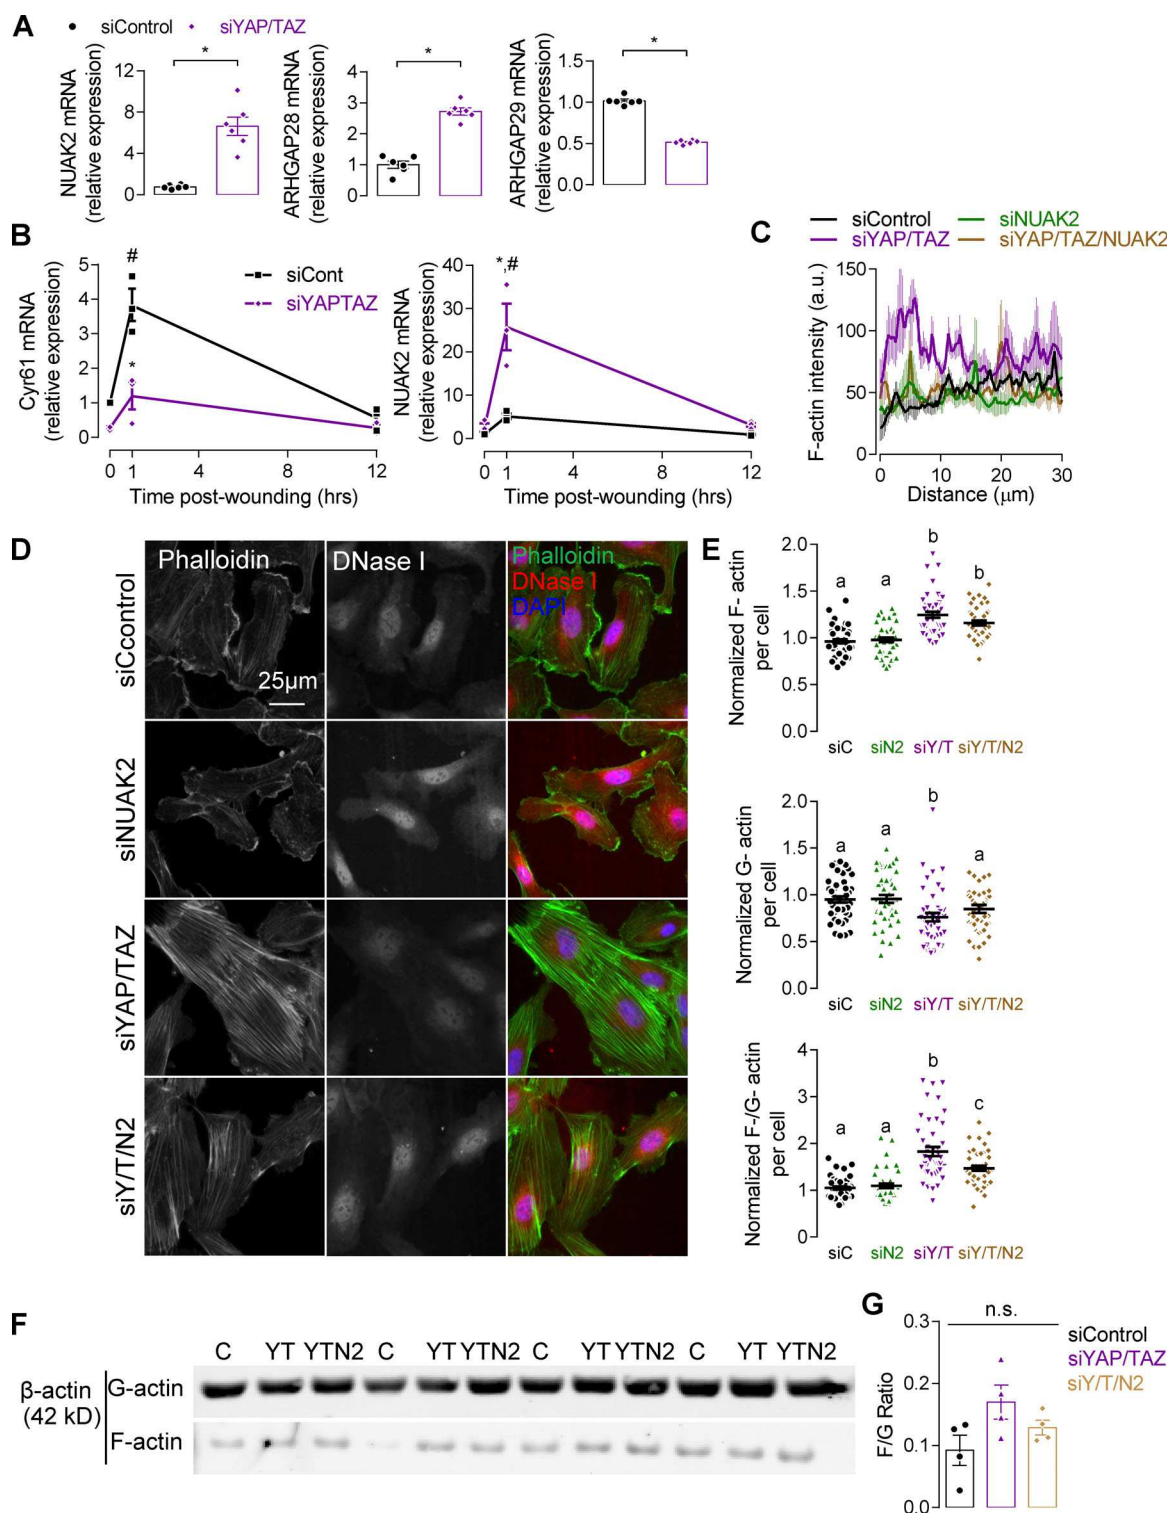 A
siControl siYAP/TAZ
NUAK2 mRNA
(relative expression)
12
8
4
0
*
ARHGAP28 mRNA
(relative expression)
4
3
2
1
0
*
ARHGAP29 mRNA
(relative expression)
1.0
0.5
0.0
*
B
Cyr61 mRNA
(relative expression)
5
4
3
2
1
0
#
*
siCont
siYAPTAZ
0 1 4 8 12
Time post-wounding (hrs)
NUAK2 mRNA
(relative expression)
40
30
20
10
0
*,#
0 1 4 8 12
Time post-wounding (hrs)
C
siControl siNUAK2
siYAP/TAZ siYAP/TAZ/NUAK2
F-actin intensity (a.u.)
150
100
50
0
0 10 20 30
Distance (μm)
D
Phalloidin DNase I Phalloidin
DNase I
DAPI
siControl
25μm
siNUAK2
siYAP/TAZ
siY/T/N2
E
Normalized F- actin
per cell
2.0
1.5
1.0
0.5
0.0
a a b b
siC siN2 siY/T siY/T/N2
Normalized G- actin
per cell
2.0
1.5
1.0
0.5
0.0
a a b a
siC siN2 siY/T siY/T/N2
Normalized F-/G- actin
per cell
4
3
2
1
0
a a b c
siC siN2 siY/T siY/T/N2
F
C YT YTN2 C YT YTN2 C YT YTN2 C YT YTN2
β-actin
(42 kD)
G-actin
F-actin
G
F/G Ratio
0.3
0.2
0.1
0.0
n.s.
siControl
siYAP/TAZ
siY/T/N2